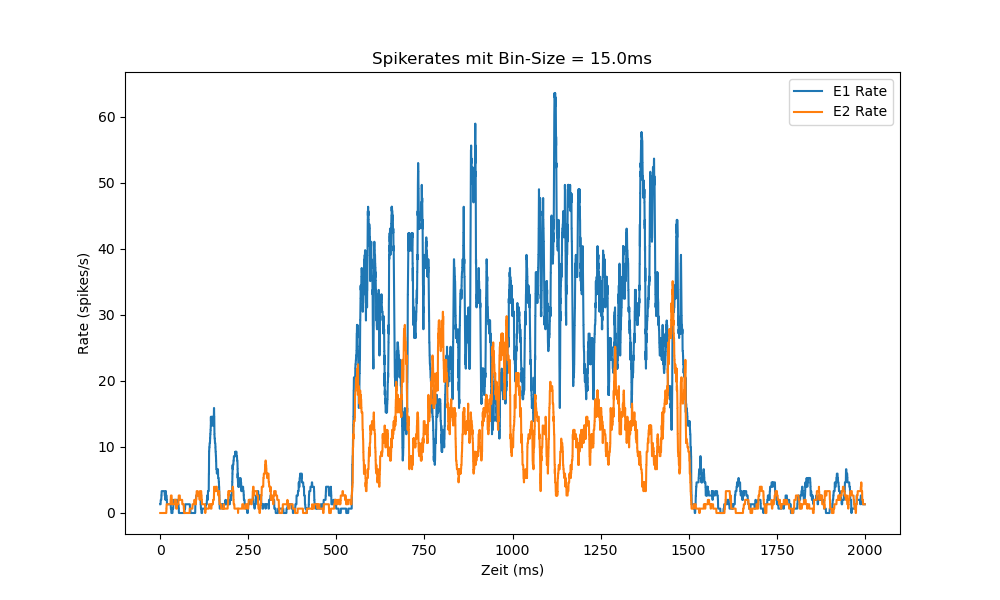 Spikerates mit Bin-Size = 15.0ms
E1 Rate
E2 Rate
60
50
40
30
20
10
0
Rate (spikes/s)
0 250 500 750 1000 1250 1500 1750 2000
Zeit (ms)